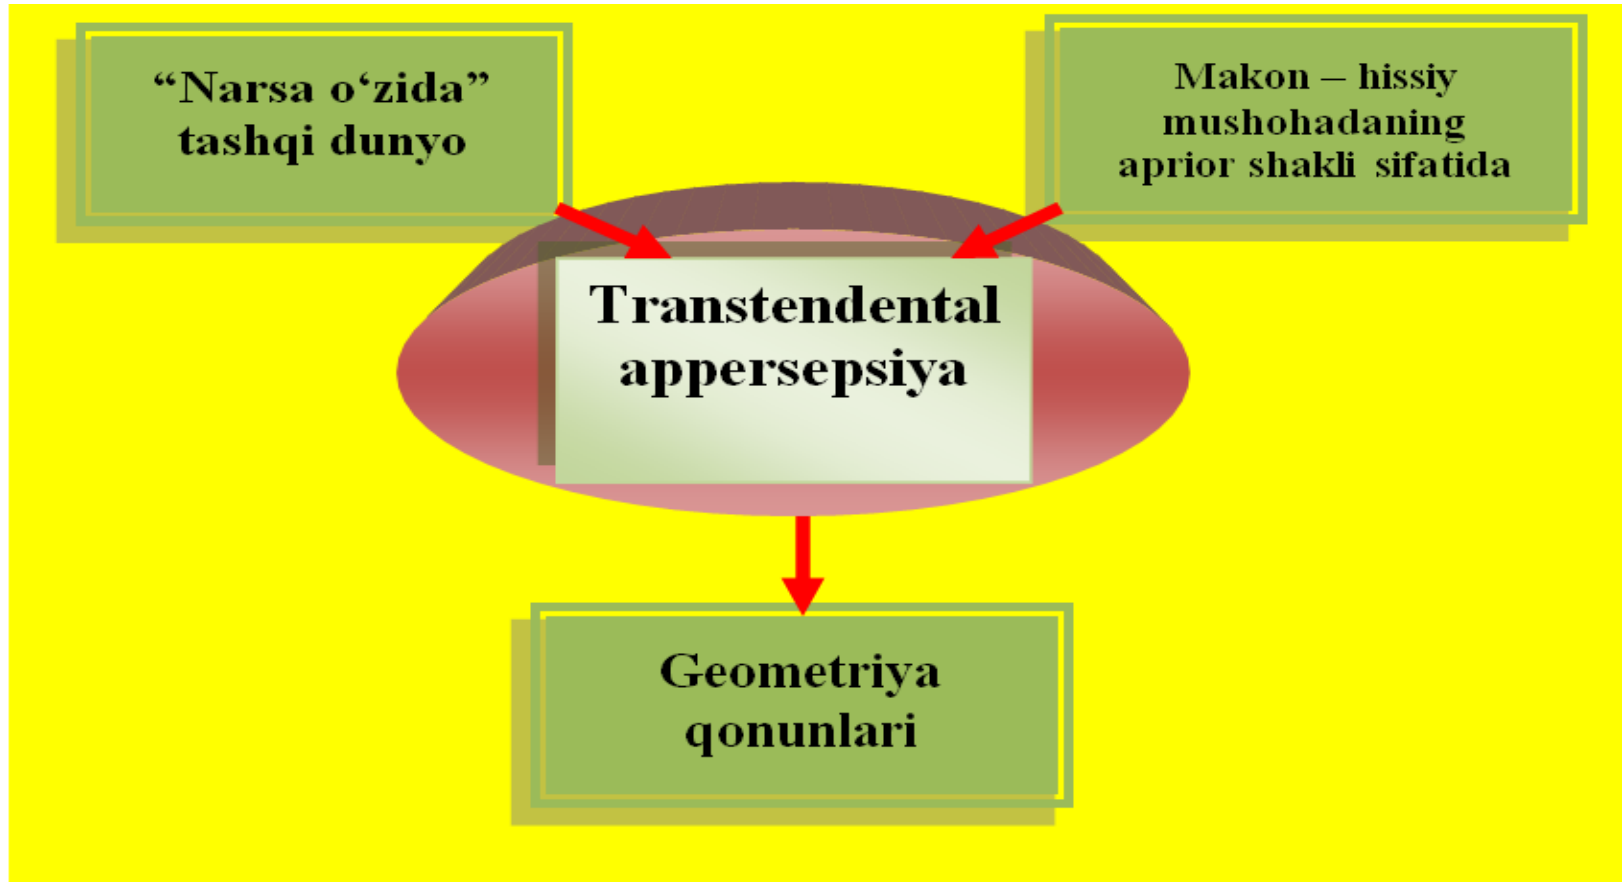 “Narsa o‘zida”
tashqi dunyo
Makon – hissiy
mushohadaning
aprior shakli sifatida
Transtendental
appersepsiya
Geometriya
qonunlari